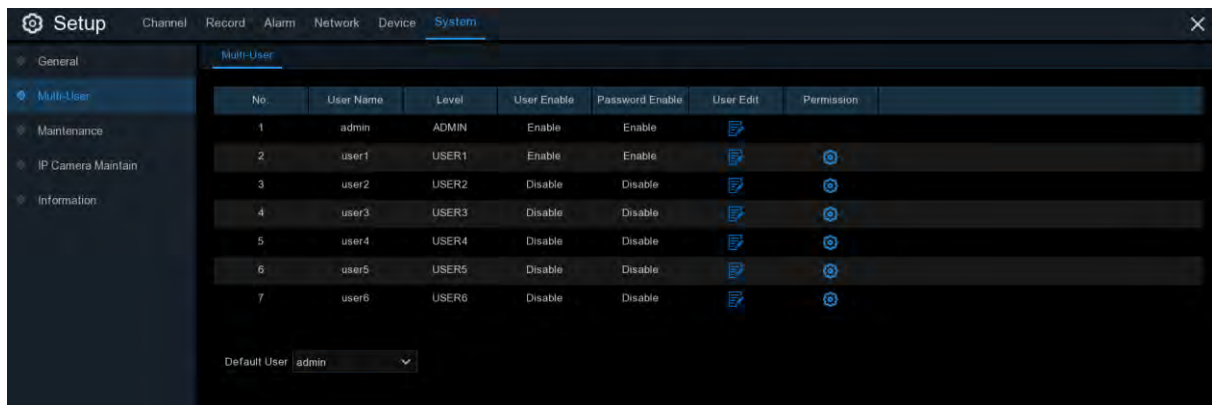 Setup Channel Record Alarm Network Device System
General
Multi-User
Maintenance
IP Camera Maintain
Information
Multi-User
No. User Name Level User Enable Password Enable User Edit Permission
1 admin ADMIN Enable Enable
2 user1 USER1 Enable Enable
3 user2 USER2 Disable Disable
4 user3 USER3 Disable Disable
5 user4 USER4 Disable Disable
6 user5 USER5 Disable Disable
7 user6 USER6 Disable Disable
Default User admin